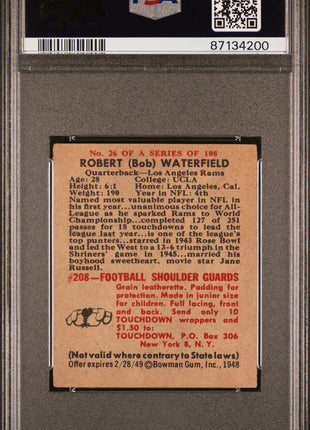 PSA
87134200
No. 26 OF A SERIES OF 108
ROBERT (Bob) WATERFIELD
Quarterback—Los Angeles Rams
Age: 28 College: UCLA
Height: 6:1 Home: Los Angeles, Cal.
Weight: 190 Year in NFL: 4th
Named most valuable player in NFL in
his first year...unanimous choice for All-
League as he sparked Rams to World
Championship...completed 127 of 251
passes for 18 touchdowns to lead the
league last year...is one of the league's
top punters...starred in 1943 Rose Bowl
and led the West to a 13-6 triumph in the
Shriners' game in 1945...married his
boyhood sweetheart, movie star Jane
Russell.
#208—FOOTBALL SHOULDER GUARDS
Grain leatherette. Padding for
protection. Made in junior size
for children. Full lacing, front
and back. Send only 10
TOUCHDOWN wrappers and
$1.50 to:
TOUCHDOWN, P.O. BOX 306
New York 8, N. Y.
(Not valid where contrary to State laws)
Offer expires 2/28/49 ©Bowman Gum, Inc., 1948